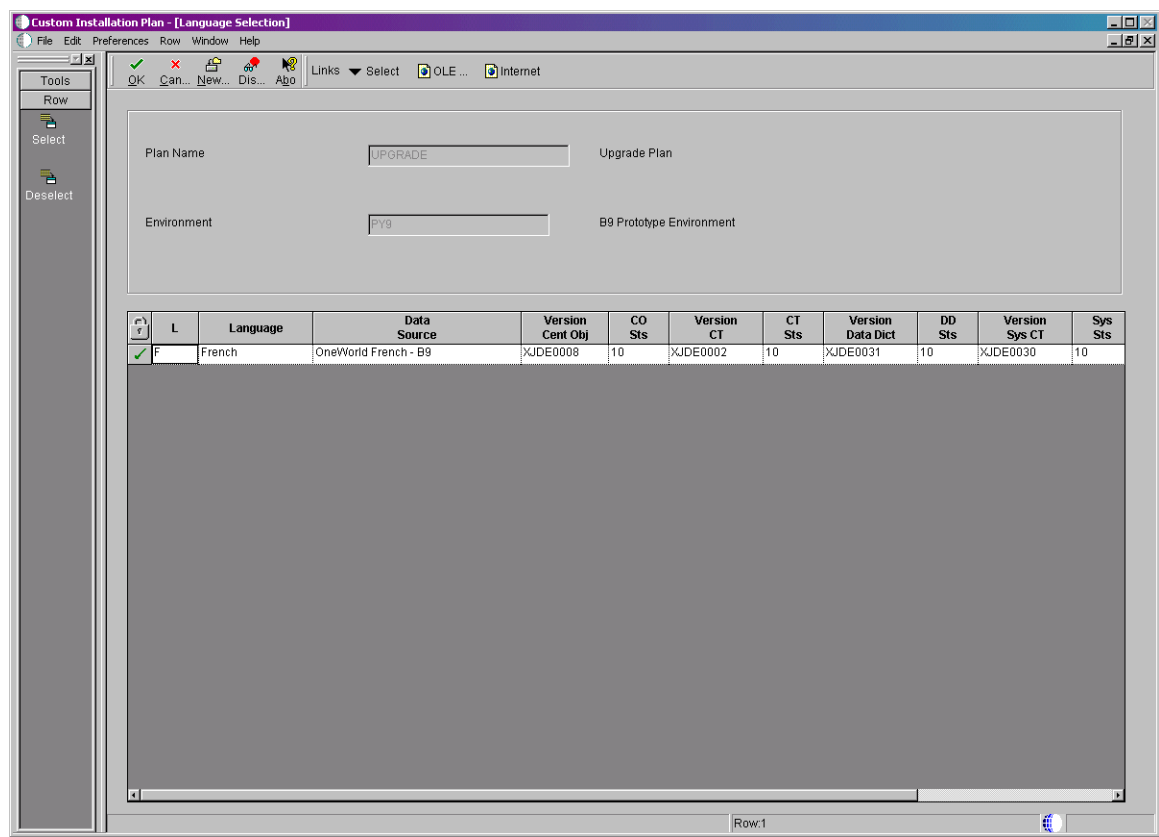 Custom Installation Plan - [Language Selection]
File Edit Preferences Row Window Help
Tools
Row
Select
Deselect
OK Can... New... Dis... Abo
Links Select OLE ... Internet
Plan Name UPGRADE Upgrade Plan
Environment PY9 B9 Prototype Environment
L Language Data Source Version Cent Obj CO Sts Version CT CT Sts Version Data Dict DD Sts Version Sys CT Sys Sts
F French OneWorld French - B9 XJDE0008 10 XJDE0002 10 XJDE0031 10 XJDE0030 10
Row:1